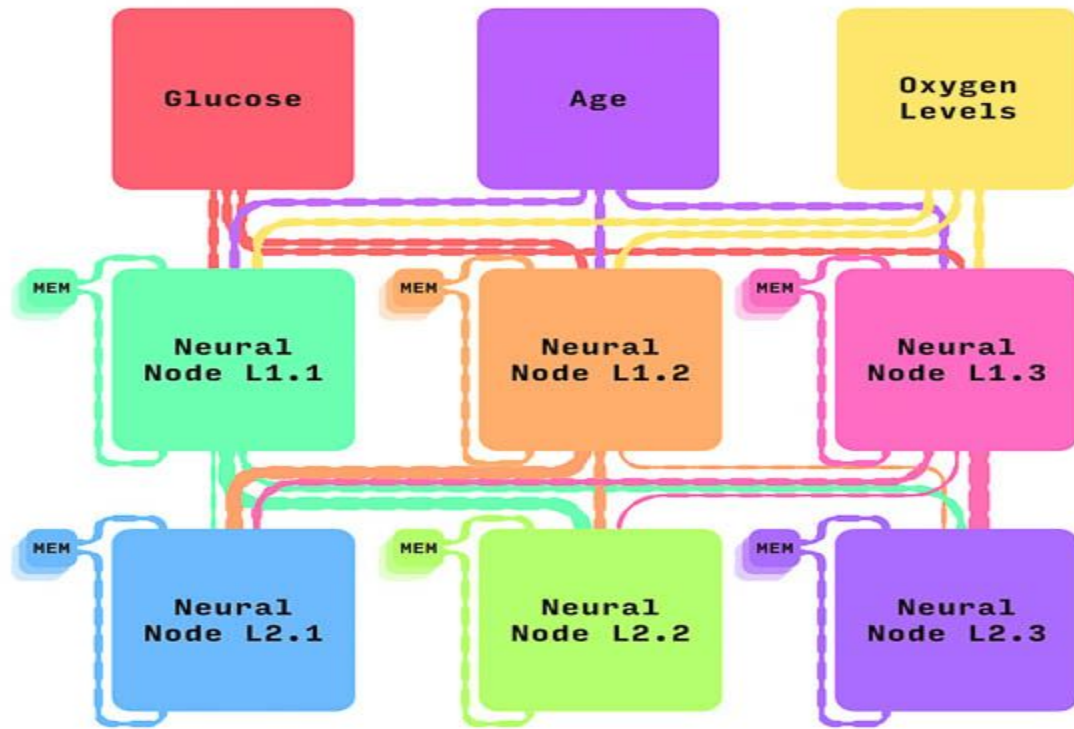 Glucose
Age
Oxygen
Levels
MEM
Neural
Node L1.1
MEM
Neural
Node L1.2
MEM
Neural
Node L1.3
MEM
Neural
Node L2.1
MEM
Neural
Node L2.2
MEM
Neural
Node L2.3